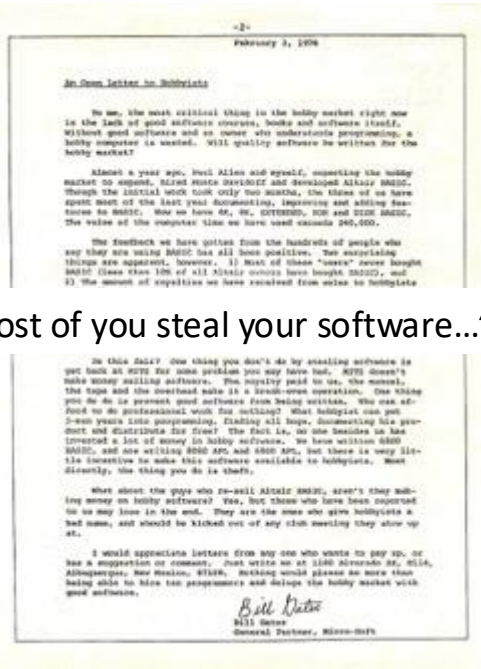 -2-
February 3, 1976
An Open Letter to Hobbyists
To me, the most critical thing in the hobby market right now
is the lack of good software courses, books and software itself.
Without good software and an owner who understands programming, a
hobby computer is wasted. Will quality software be written for the
hobby market?
Almost a year ago, Paul Allen and myself, expecting the hobby
market to expand, hired Monte Davidoff and developed Altair BASIC.
Though the initial work took only two months, the three of us have
spent most of the last year documenting, improving and adding fea-
tures to BASIC. Now we have 4K, 8K, EXTENDED, ROM and DISK BASIC.
The value of the computer time we have used exceeds $40,000.
The feedback we have gotten from the hundreds of people who
say they are using BASIC has all been positive. Two surprising
things are apparent, however. 1) Most of these "users" never bought
BASIC (less than 10% of all Altair owners have bought BASIC), and
2) The amount of royalties we have received from sales to hobbyists
ost of you steal your software…"
Is this fair? One thing you don't do by stealing software is
get back at MITS for some problem you may have had. MITS doesn't
make money selling software. The royalty paid to us, the manual,
the tape and the overhead make it a break-even operation. One thing
you do do is prevent good software from being written. Who can af-
ford to do professional work for nothing? What hobbyist can put
3-man years into programming, finding all bugs, documenting his pro-
duct and distribute for free? The fact is, no one besides us has
invested a lot of money in hobby software. We have written 6800
BASIC, and are writing 8080 APL and 6800 APL, but there is very lit-
tle incentive to make this software available to hobbyists. Most
directly, the thing you do is theft.
What about the guys who re-sell Altair BASIC, aren't they mak-
ing money on hobby software? Yes, but those who have been reported
to us may lose in the end. They are the ones who give hobbyists a
bad name, and should be kicked out of any club meeting they show up
at.
I would appreciate letters from any one who wants to pay up, or
has a suggestion or comment. Just write me at 1180 Alvarado SE, #114,
Albuquerque, New Mexico, 87108. Nothing would please me more than
being able to hire ten programmers and deluge the hobby market with
good software.
Bill Gates
Bill Gates
General Partner, Micro-Soft